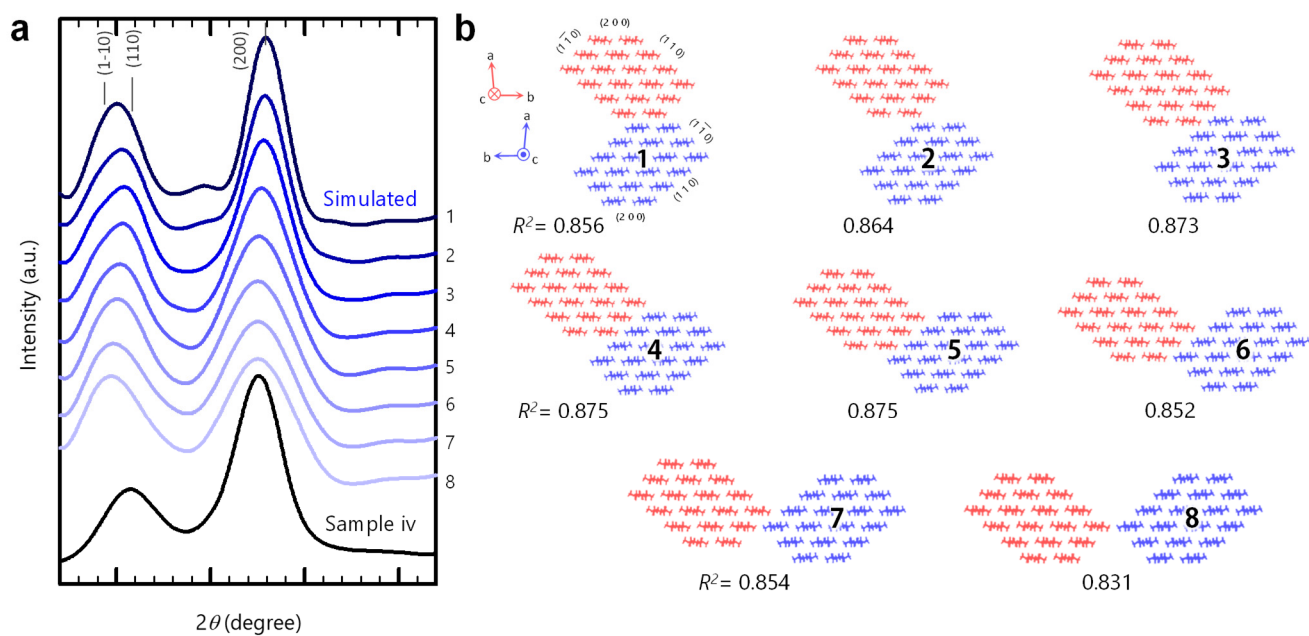 a
(1-10)
(110)
(200)
Simulated
1
2
3
4
5
6
7
8
Sample iv
Intensity (a.u.)
2θ (degree)
b
(2 0 0)
(1 1̅ 0)
(1 1 0)
a
c
b
a
b
c
(1 1̅ 0)
(1 1 0)
(2 0 0)
1
2
3
R² = 0.856
0.864
0.873
4
5
6
R² = 0.875
0.875
0.852
7
8
R² = 0.854
0.831